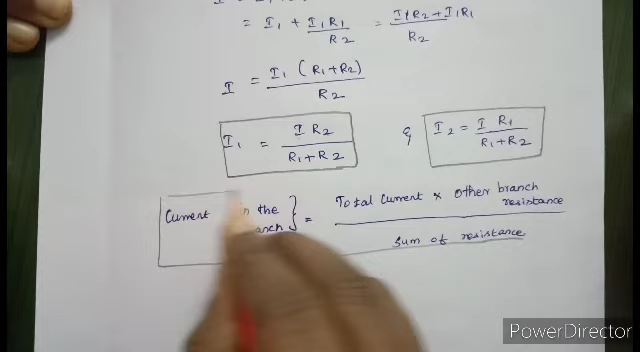 = I1 + I1R1 / R2 = I1R2 + I1R1 / R2
I = I1 (R1+R2) / R2
I1 = I R2 / R1+R2 & I2 = I R1 / R1+R2
Current the } = Total Current x other branch resistance / sum of resistance
PowerDirector